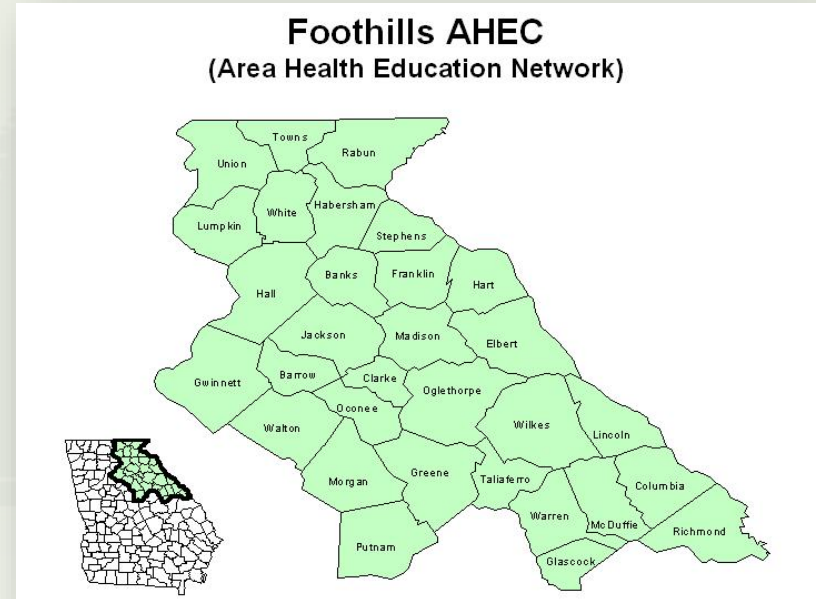 Foothills AHEC
(Area Health Education Network)
Towns
Union
Rabun
Lumpkin
White
Habersham
Stephens
Hall
Banks
Franklin
Hart
Jackson
Madison
Elbert
Gwinnett
Barrow
Clarke
Oglethorpe
Oconee
Walton
Wilkes
Lincoln
Morgan
Greene
Taliaferro
Columbia
Warren
McDuffie
Richmond
Putnam
Glascock